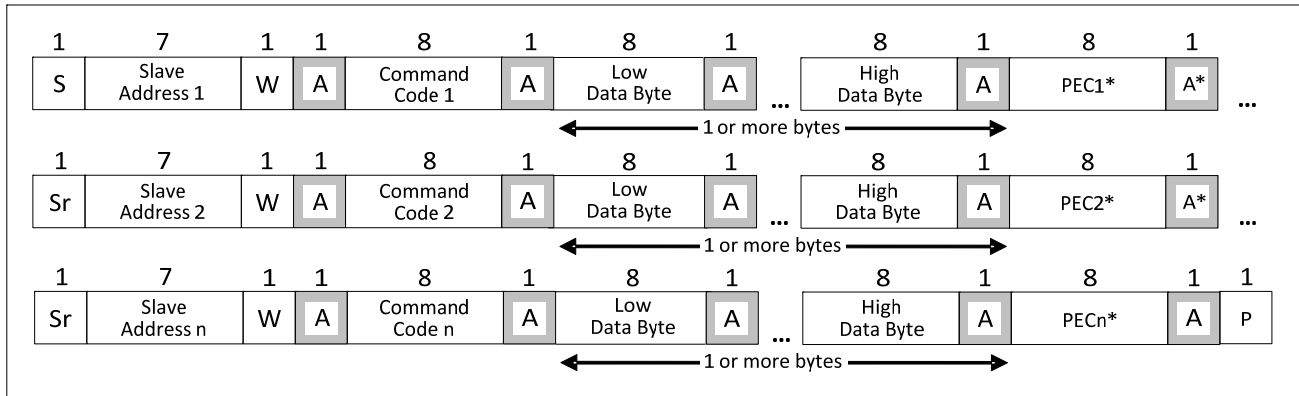 1 7 1 1 8 1 8 1 8 1 8 1
S Slave Address 1 W A Command Code 1 A Low Data Byte A ... High Data Byte A PEC1* A* ...
1 or more bytes
1 7 1 1 8 1 8 1 8 1 8 1
Sr Slave Address 2 W A Command Code 2 A Low Data Byte A ... High Data Byte A PEC2* A* ...
1 or more bytes
1 7 1 1 8 1 8 1 8 1 8 1 1
Sr Slave Address n W A Command Code n A Low Data Byte A ... High Data Byte A PECn* A P
1 or more bytes